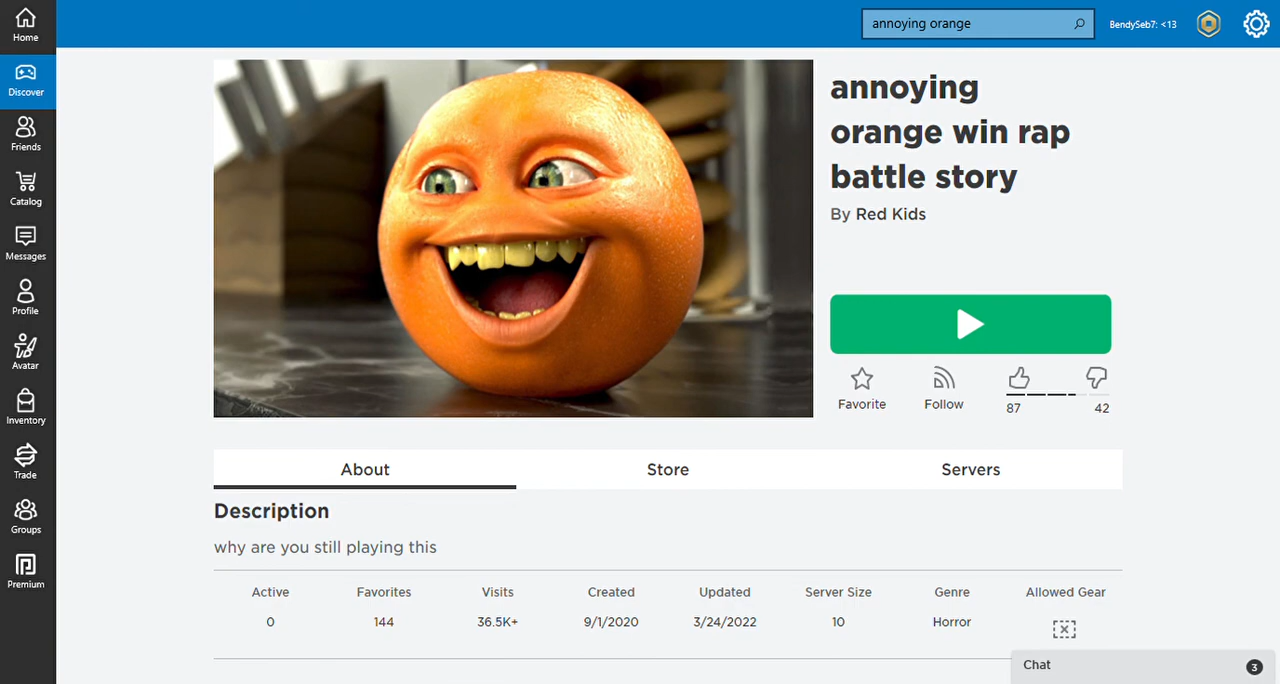 Home
Discover
Friends
Catalog
Messages
Profile
Avatar
Inventory
Trade
Groups
Premium
annoying orange
BendySeb7: <13
annoying
orange win rap
battle story
By Red Kids
Favorite Follow 87 42
About Store Servers
Description
why are you still playing this
Active Favorites Visits Created Updated Server Size Genre Allowed Gear
0 144 36.5K+ 9/1/2020 3/24/2022 10 Horror
Chat 3